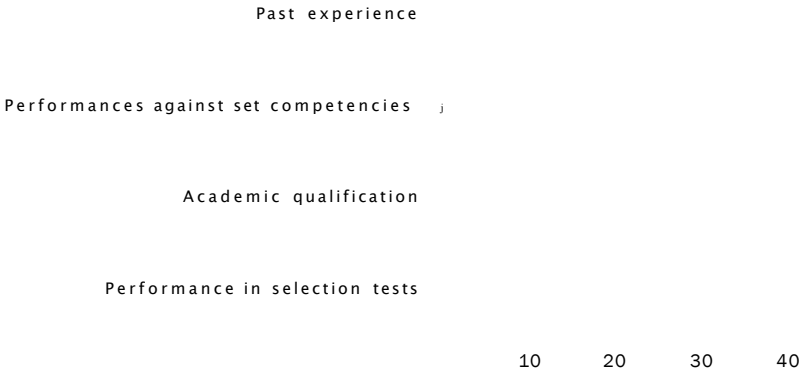 Past experience
Performances against set competencies j
Academic qualification
Performance in selection tests
10 20 30 40